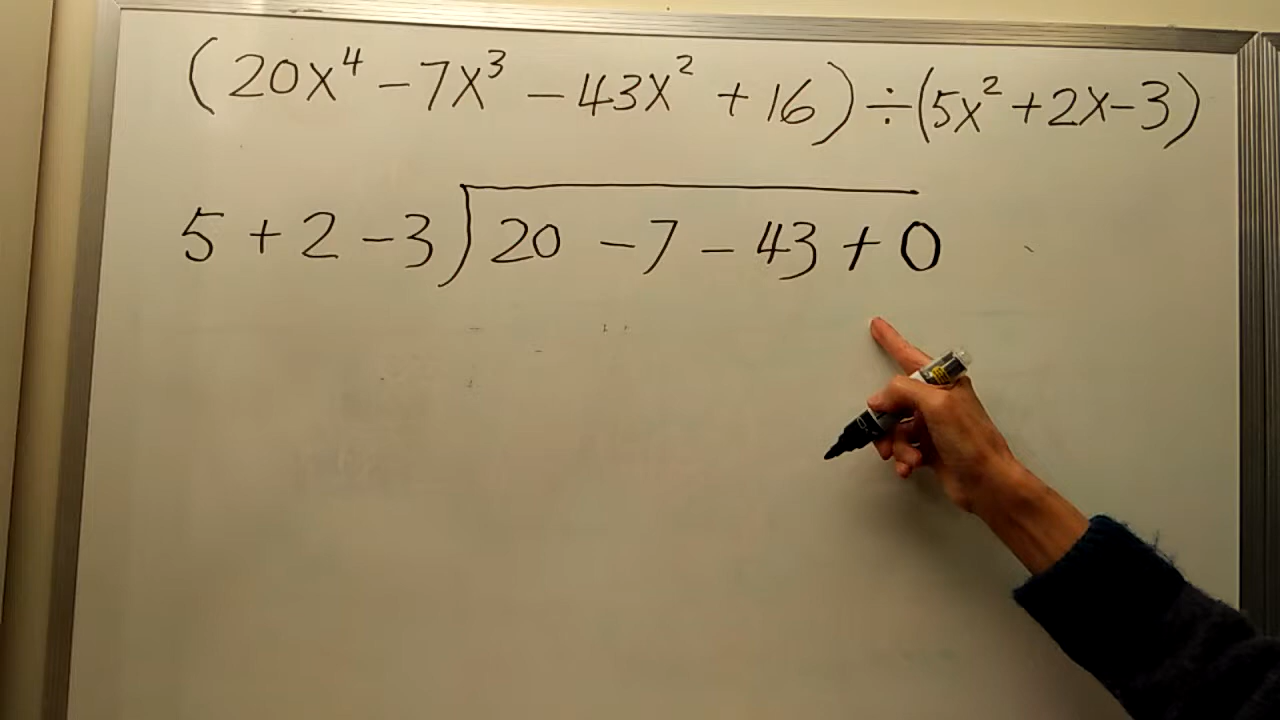 (20x⁴ - 7x³ - 43x² + 16) ÷ (5x² + 2x - 3)
5 + 2 - 3 ) 20 - 7 - 43 + 0